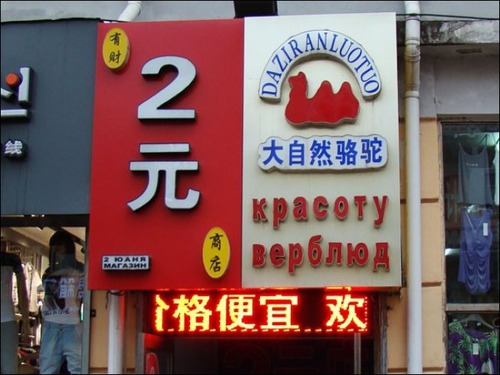 有财
2元
商店
2 ЮАНЯ
МАГАЗИН
DAZIRANLUOTUO
大自然骆驼
красоту
верблюд
价格便宜 欢
线